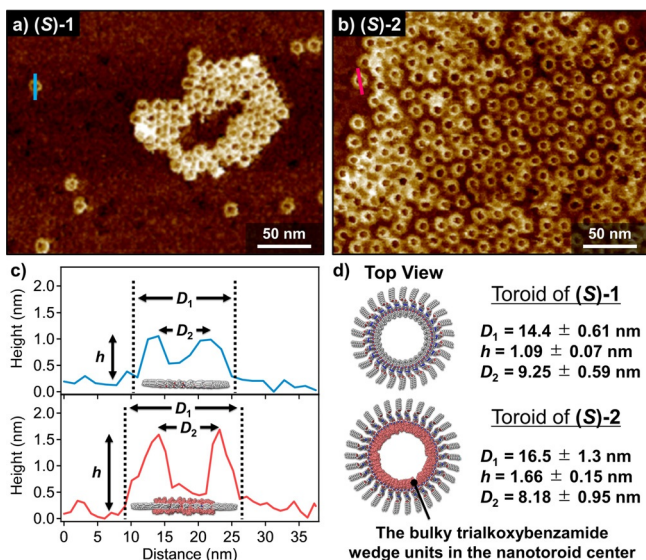 a) (S)-1
50 nm
b) (S)-2
50 nm
c)
Height (nm)
2.0
1.5
1.0
0.5
0.0
D1
D2
h
Height (nm)
2.0
1.5
1.0
0.5
0.0
D1
D2
h
0 5 10 15 20 25 30 35
Distance (nm)
d) Top View
Toroid of (S)-1
D1 = 14.4 ± 0.61 nm
h = 1.09 ± 0.07 nm
D2 = 9.25 ± 0.59 nm
Toroid of (S)-2
D1 = 16.5 ± 1.3 nm
h = 1.66 ± 0.15 nm
D2 = 8.18 ± 0.95 nm
The bulky trialkoxybenzamide
wedge units in the nanotoroid center